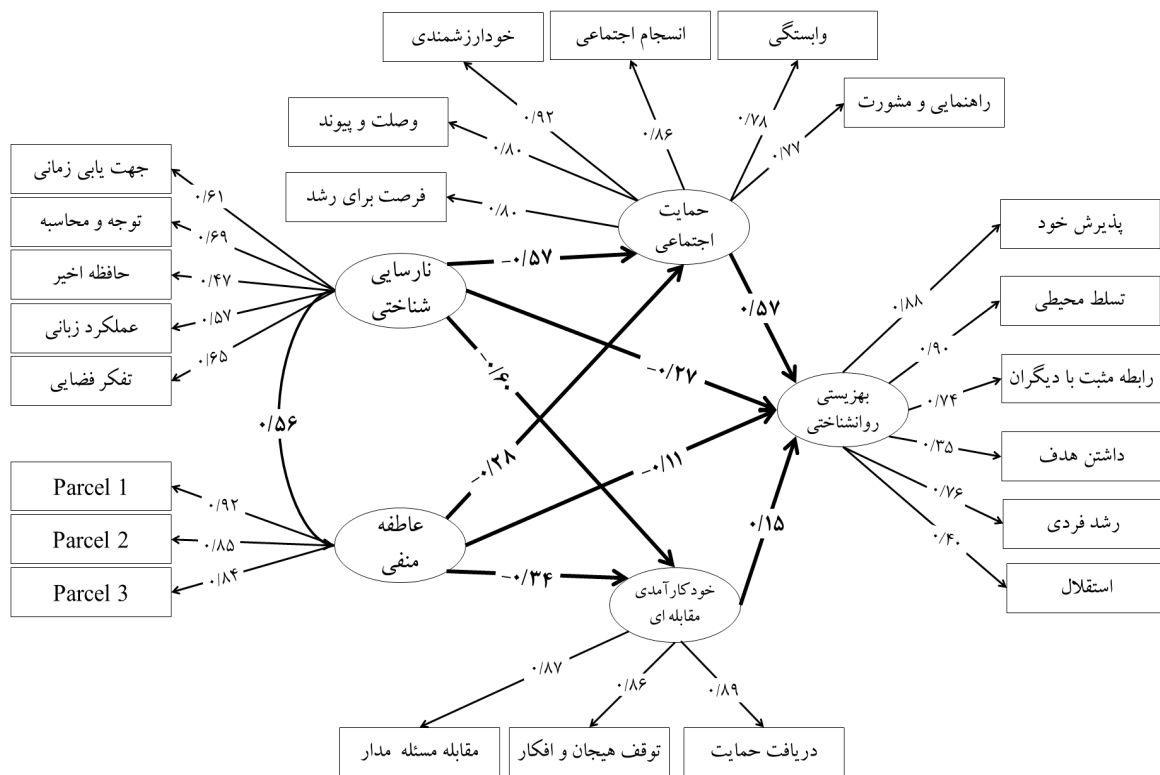 خودارزشمندی
انسجام اجتماعی
وابستگی
راهنمایی و مشورت
وصلت و پیوند
فرصت برای رشد
۰/۹۲
۰/۸۶
۰/۷۸
۰/۷۷
۰/۸۰
۰/۸۰
حمایت
اجتماعی
جهت یابی زمانی
توجه و محاسبه
حافظه اخیر
عملکرد زبانی
تفکر فضایی
۰/۶۱
۰/۶۹
۰/۴۷
۰/۵۷
۰/۶۵
نارسایی
شناختی
-۰/۵۷
-۰/۲۷
-۰/۶۰
۰/۵۷
۰/۵۶
-۰/۲۸
-۰/۱۱
-۰/۳۴
۰/۱۵
پذیرش خود
تسلط محیطی
رابطه مثبت با دیگران
داشتن هدف
رشد فردی
استقلال
۰/۸۸
۰/۹۰
۰/۷۴
۰/۳۵
۰/۷۶
۰/۴۰
بهزیستی
روانشناختی
Parcel 1
Parcel 2
Parcel 3
۰/۹۲
۰/۸۵
۰/۸۴
عاطفه
منفی
خودکارآمدی
مقابله ای
۰/۸۷
۰/۸۶
۰/۸۹
مقابله مسئله مدار
توقف هیجان و افکار
دریافت حمایت